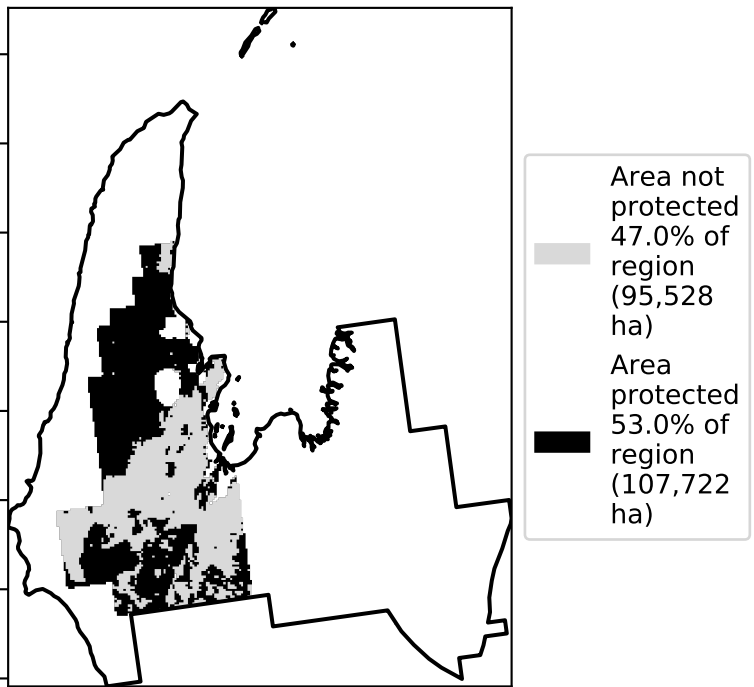 Area not
protected
47.0% of
region
(95,528
ha)
Area
protected
53.0% of
region
(107,722
ha)